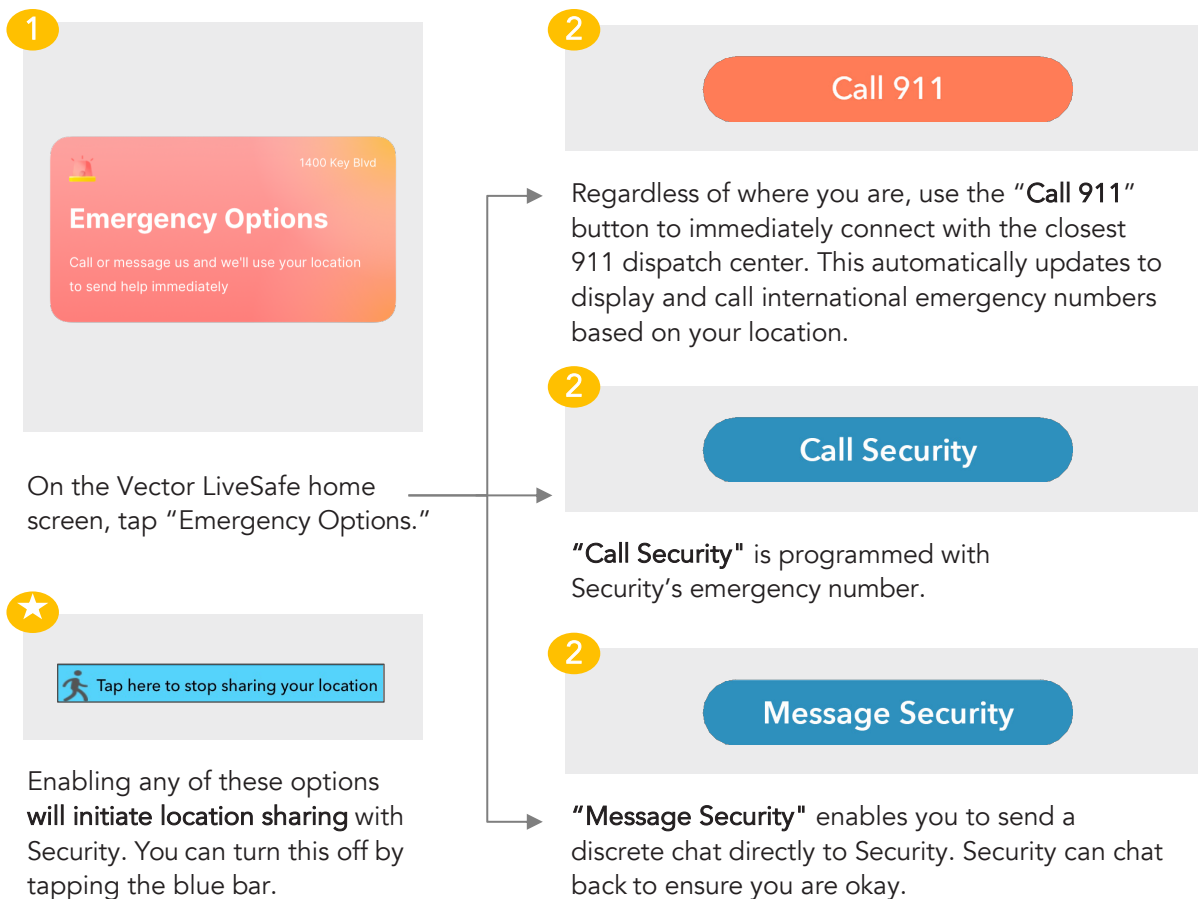 1
1400 Key Blvd
Emergency Options
Call or message us and we'll use your location
to send help immediately
On the Vector LiveSafe home
screen, tap “Emergency Options.”
★
Tap here to stop sharing your location
Enabling any of these options
will initiate location sharing with
Security. You can turn this off by
tapping the blue bar.
2
Call 911
Regardless of where you are, use the “Call 911”
button to immediately connect with the closest
911 dispatch center. This automatically updates to
display and call international emergency numbers
based on your location.
2
Call Security
“Call Security" is programmed with
Security’s emergency number.
2
Message Security
“Message Security" enables you to send a
discrete chat directly to Security. Security can chat
back to ensure you are okay.